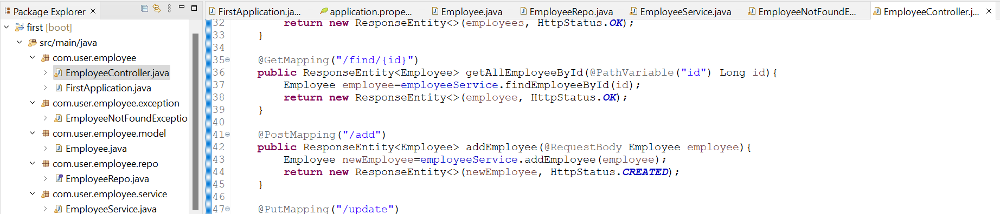 Package Explorer
first [boot]
src/main/java
com.user.employee
EmployeeController.java
FirstApplication.java
com.user.employee.exception
EmployeeNotFoundExceptio
com.user.employee.model
Employee.java
com.user.employee.repo
EmployeeRepo.java
com.user.employee.service
EmployeeService.java
FirstApplication.ja... application.prope... Employee.java EmployeeRepo.java EmployeeService.java EmployeeNotFoundE... EmployeeController.j...
32 return new ResponseEntity<>(employees, HttpStatus.OK);
33 }
34
35 @GetMapping("/find/{id}")
36 public ResponseEntity<Employee> getAllEmployeeById(@PathVariable("id") Long id){
37 Employee employee=employeeService.findEmployeeById(id);
38 return new ResponseEntity<>(employee, HttpStatus.OK);
39 }
40
41 @PostMapping("/add")
42 public ResponseEntity<Employee> addEmployee(@RequestBody Employee employee){
43 Employee newEmployee=employeeService.addEmployee(employee);
44 return new ResponseEntity<>(newEmployee, HttpStatus.CREATED);
45 }
46
47 @PutMapping("/update")